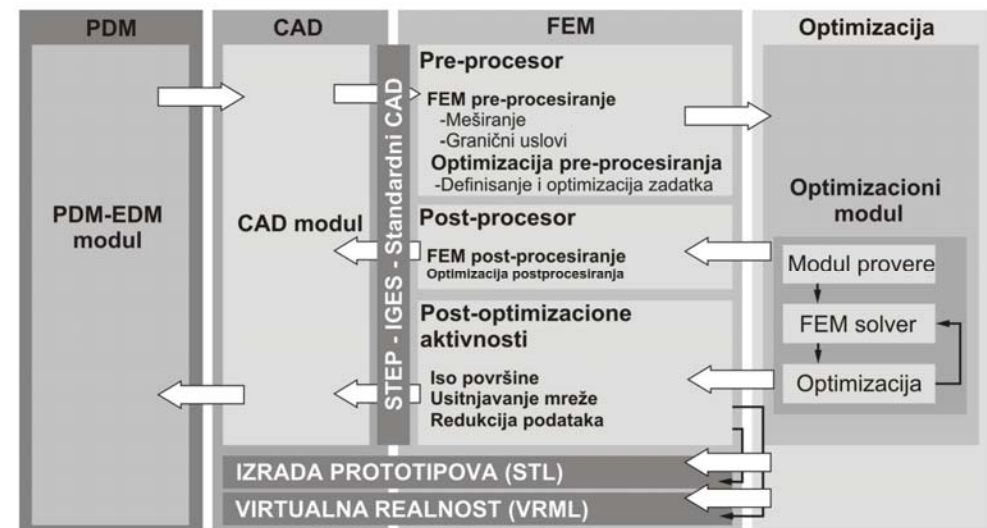 PDM
CAD
FEM
Optimizacija
PDM-EDM
modul
CAD modul
STEP - IGES - Standardni CAD
Pre-procesor
FEM pre-procesiranje
-Meširanje
-Granični uslovi
Optimizacija pre-procesiranja
-Definisanje i optimizacija zadatka
Post-procesor
FEM post-procesiranje
Optimizacija postprocesiranja
Post-optimizacione
aktivnosti
Iso površine
Usitnjavanje mreže
Redukcija podataka
Optimizacioni
modul
Modul provere
FEM solver
Optimizacija
IZRADA PROTOTIPOVA (STL)
VIRTUALNA REALNOST (VRML)